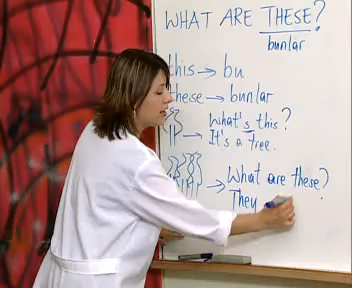 WHAT ARE THESE?
bunlar
this → bu
these → bunlar
What's this?
→ It's a tree.
→ What are these?
They